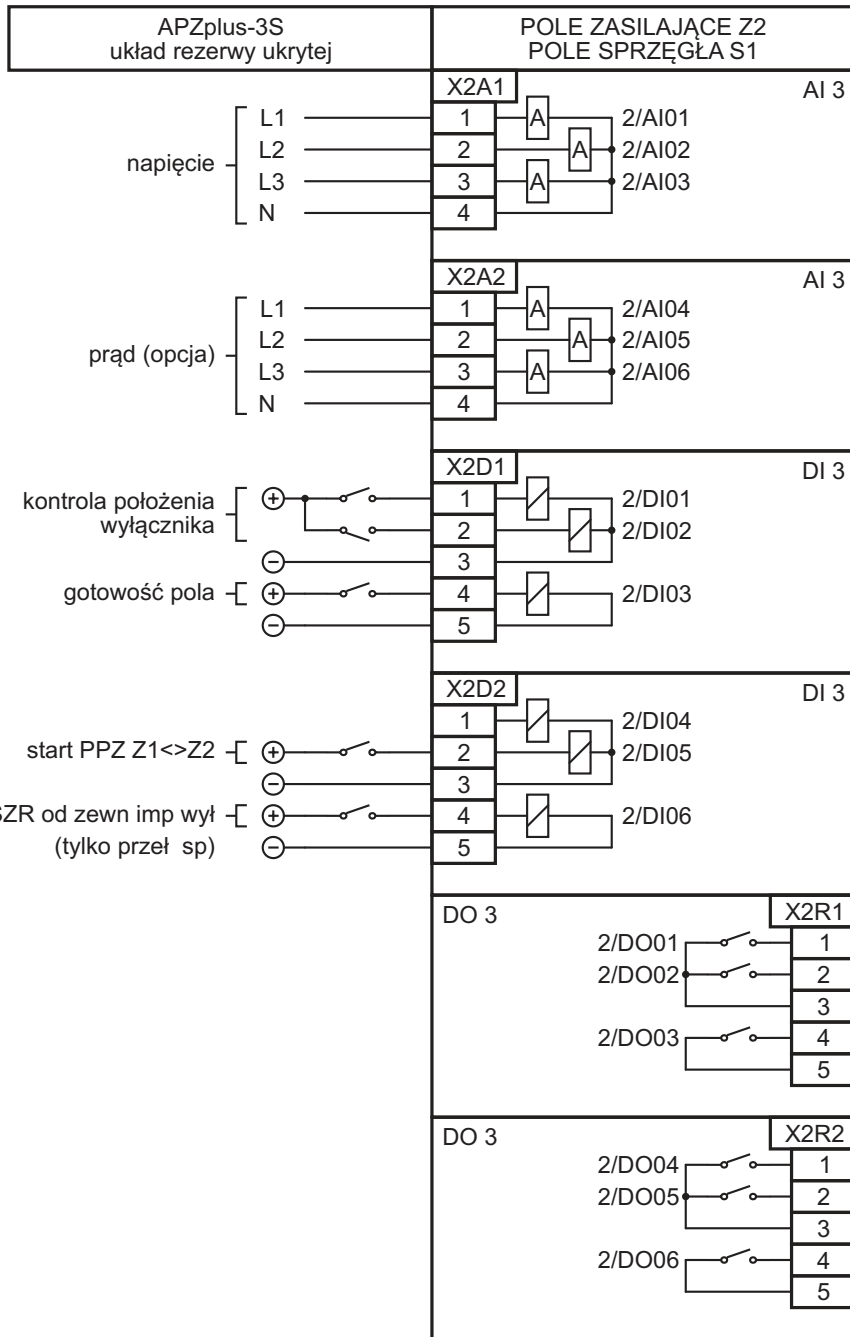 APZplus-3S
układ rezerwy ukrytej
POLE ZASILAJĄCE Z2
POLE SPRZĘGŁA S1
X2A1
AI 3
napięcie
L1
1
A
2/AI01
L2
2
A
2/AI02
L3
3
A
2/AI03
N
4
X2A2
AI 3
prąd (opcja)
L1
1
A
2/AI04
L2
2
A
2/AI05
L3
3
A
2/AI06
N
4
X2D1
DI 3
kontrola położenia
wyłącznika
+
1
2/DI01
2
2/DI02
−
3
gotowość pola
+
4
2/DI03
−
5
X2D2
DI 3
1
2/DI04
start PPZ Z1<>Z2
+
2
2/DI05
−
3
SZR od zewn imp wył
(tylko przeł sp)
+
4
2/DI06
−
5
DO 3
X2R1
2/DO01
1
2/DO02
2
3
2/DO03
4
5
DO 3
X2R2
2/DO04
1
2/DO05
2
3
2/DO06
4
5